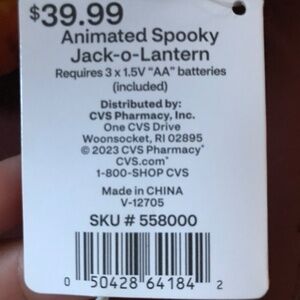 $39.99
Animated Spooky
Jack-o-Lantern
Requires 3 x 1.5V "AA" batteries
(included)
Distributed by:
CVS Pharmacy, Inc.
One CVS Drive
Woonsocket, RI 02895
© 2023 CVS Pharmacy®
CVS.com®
1-800-SHOP CVS
Made in CHINA
V-12705
SKU # 558000
0 50428 64184 2